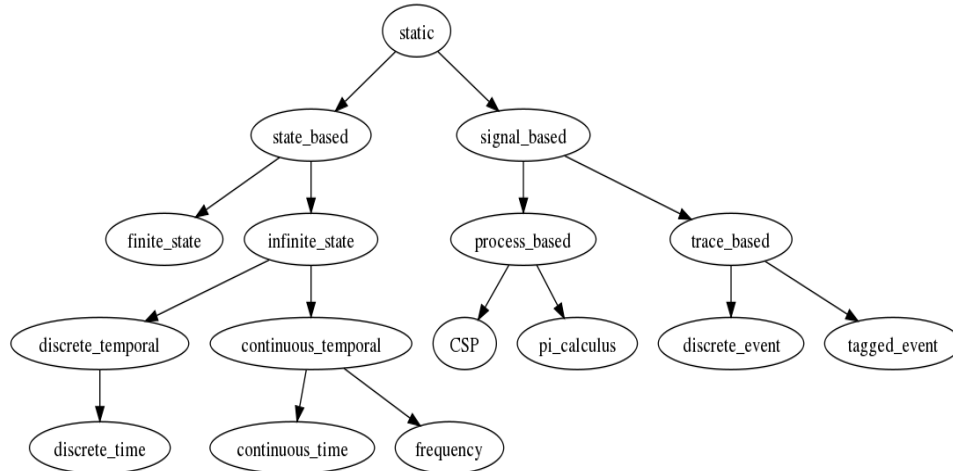 static
state_based
signal_based
finite_state
infinite_state
process_based
trace_based
discrete_temporal
continuous_temporal
CSP
pi_calculus
discrete_event
tagged_event
discrete_time
continuous_time
frequency